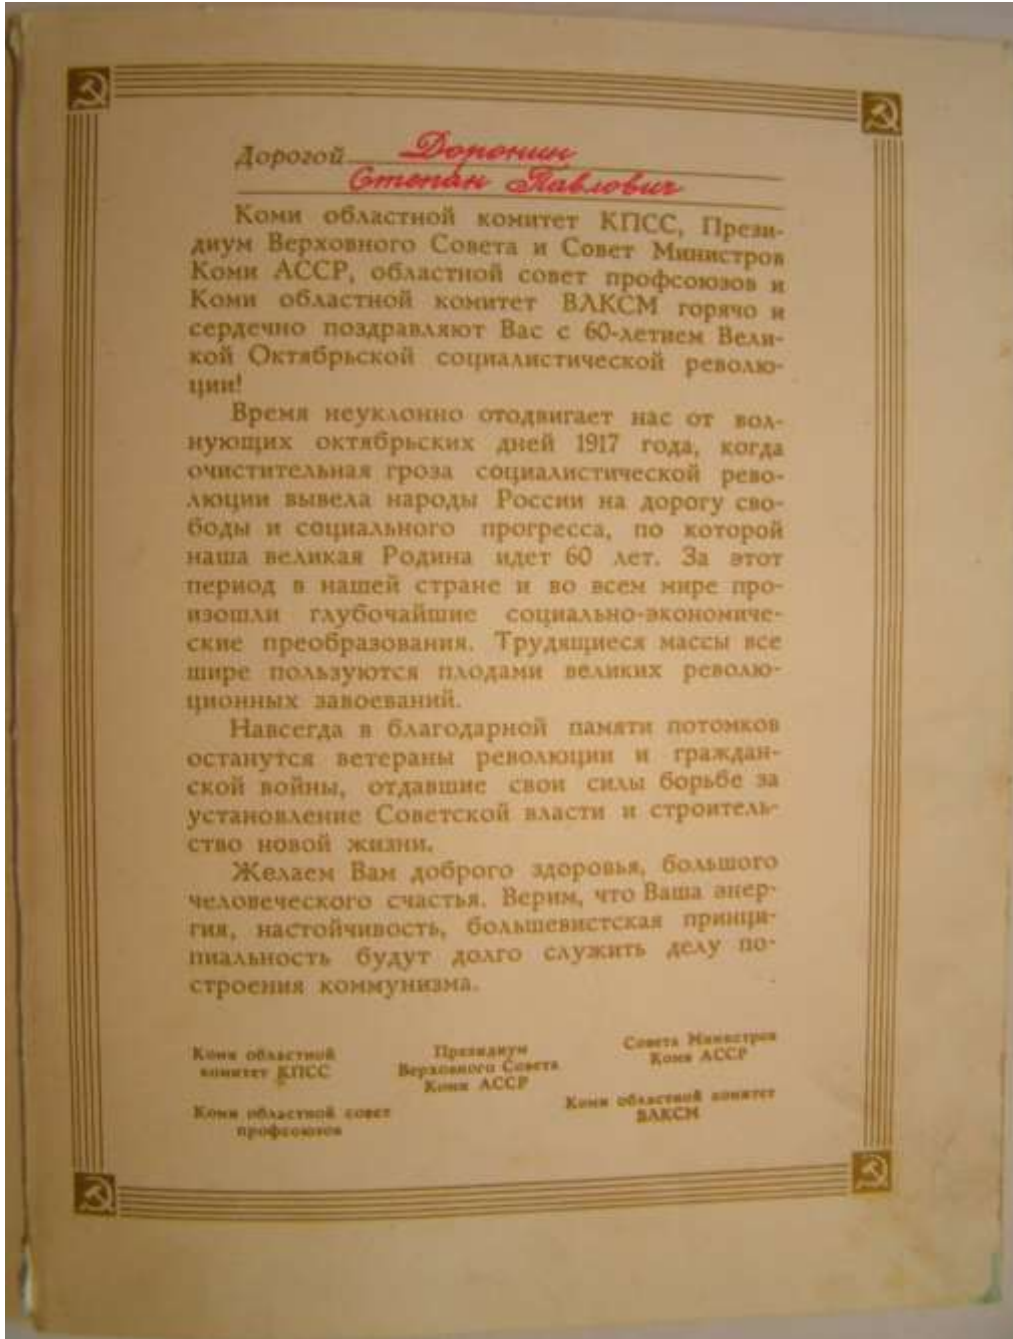 Дорогой Доронин
Степан Павлович
Коми областной комитет КПСС, Прези-
диум Верховного Совета и Совет Министров
Коми АССР, областной совет профсоюзов и
Коми областной комитет ВЛКСМ горячо и
сердечно поздравляют Вас с 60-летием Вели-
кой Октябрьской социалистической револю-
ции!
Время неуклонно отодвигает нас от вол-
нующих октябрьских дней 1917 года, когда
очистительная гроза социалистической рево-
люции вывела народы России на дорогу сво-
боды и социального прогресса, по которой
наша великая Родина идет 60 лет. За этот
период в нашей стране и во всем мире про-
изошли глубочайшие социально-экономиче-
ские преобразования. Трудящиеся массы все
шире пользуются плодами великих револю-
ционных завоеваний.
Навсегда в благодарной памяти потомков
останутся ветераны революции и граждан-
ской войны, отдавшие свои силы борьбе за
установление Советской власти и строитель-
ство новой жизни.
Желаем Вам доброго здоровья, большого
человеческого счастья. Верим, что Ваша энер-
гия, настойчивость, большевистская принци-
пиальность будут долго служить делу по-
строения коммунизма.
Коми областной
комитет КПСС
Президиум
Верховного Совета
Коми АССР
Совета Министров
Коми АССР
Коми областной совет
профсоюзов
Коми областной комитет
ВЛКСМ